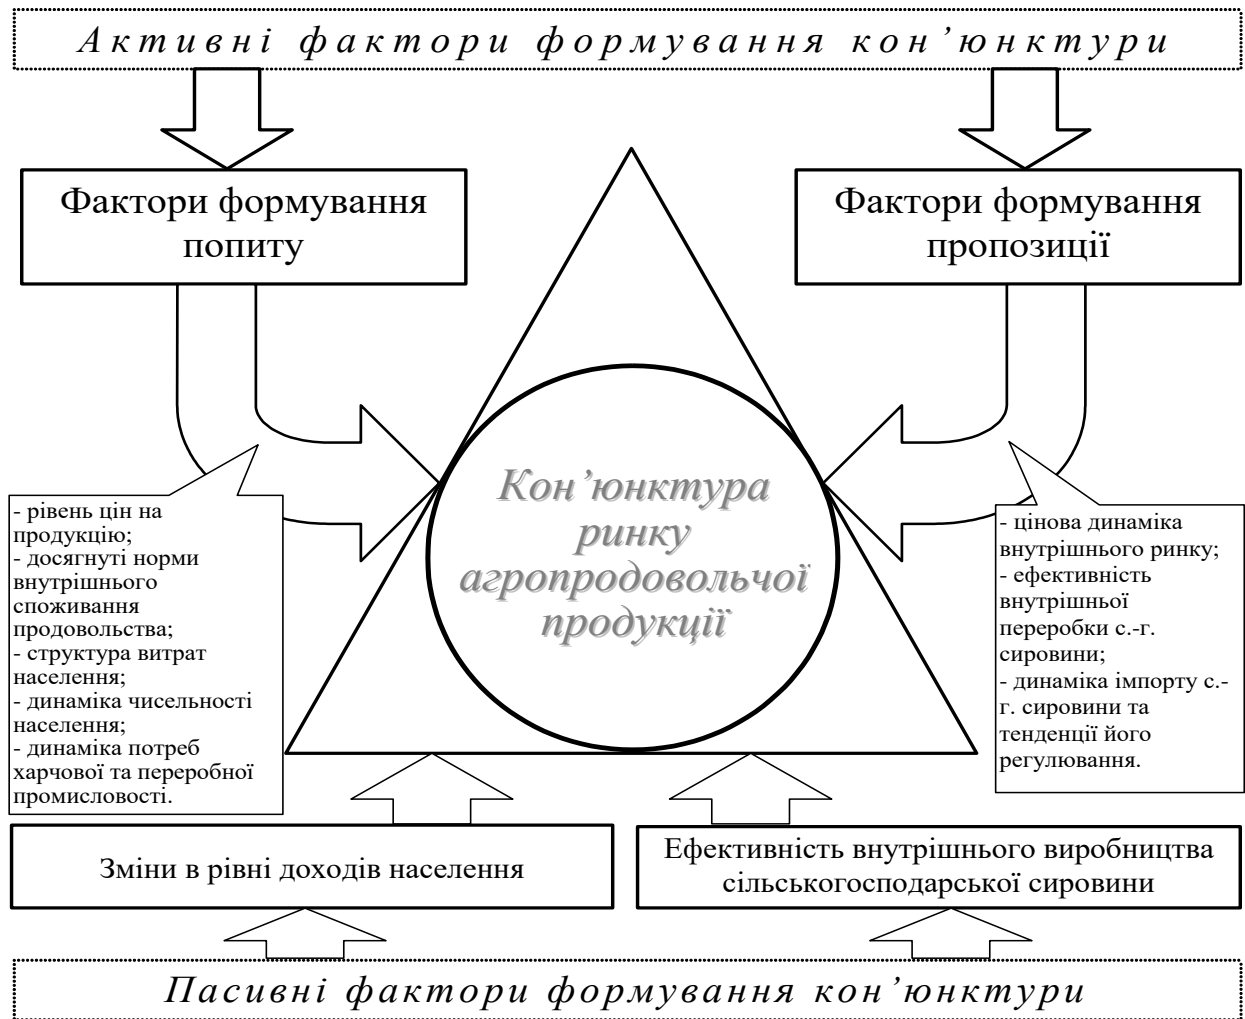 Активні фактори формування кон’юнктури
Фактори формування
попиту
Фактори формування
пропозиції
Кон’юнктура
ринку
агропродовольчої
продукції
- рівень цін на
продукцію;
- досягнуті норми
внутрішнього
споживання
продовольства;
- структура витрат
населення;
- динаміка чисельності
населення;
- динаміка потреб
харчової та переробної
промисловості.
- цінова динаміка
внутрішнього ринку;
- ефективність
внутрішньої
переробки с.-г.
сировини;
- динаміка імпорту с.-
г. сировини та
тенденції його
регулювання.
Зміни в рівні доходів населення
Ефективність внутрішнього виробництва
сільськогосподарської сировини
Пасивні фактори формування кон’юнктури